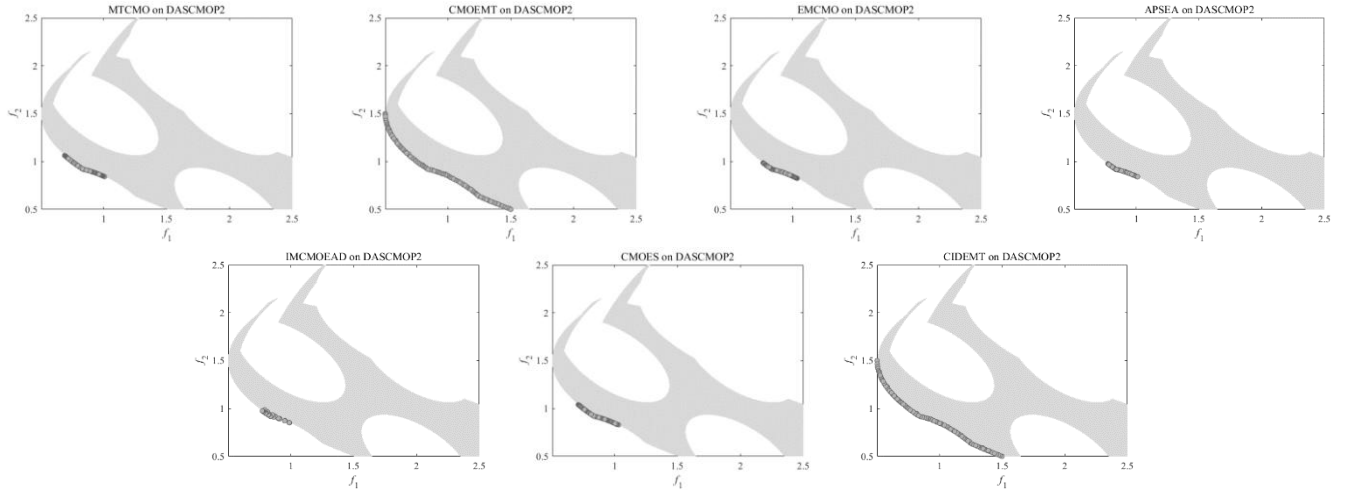 MTCMO on DASCMOP2
2.5
2
f2
1.5
1
0.5
1 1.5 2 2.5
f1
CMOEMT on DASCMOP2
2.5
2
f2
1.5
1
0.5
1 1.5 2 2.5
f1
EMCMO on DASCMOP2
2.5
2
f2
1.5
1
0.5
1 1.5 2 2.5
f1
APSEA on DASCMOP2
2.5
2
f2
1.5
1
0.5
1 1.5 2 2.5
f1
IMCMOEAD on DASCMOP2
2.5
2
f2
1.5
1
0.5
1 1.5 2 2.5
f1
CMOES on DASCMOP2
2.5
2
f2
1.5
1
0.5
1 1.5 2 2.5
f1
CIDEMT on DASCMOP2
2.5
2
f2
1.5
1
0.5
1 1.5 2 2.5
f1